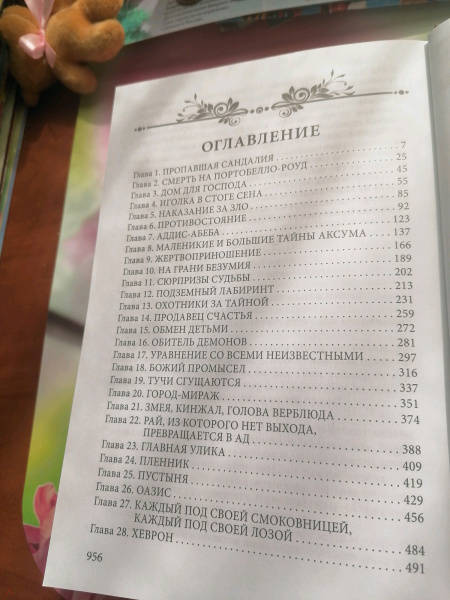 ОГЛАВЛЕНИЕ
Глава 1. ПРОПАВШАЯ САНДАЛИЯ 7
Глава 2. СМЕРТЬ НА ПОРТОБЕЛЛО-РОУД 25
Глава 3. ДОМ ДЛЯ ГОСПОДА 45
Глава 4. ИГОЛКА В СТОГЕ СЕНА 55
Глава 5. НАКАЗАНИЕ ЗА ЗЛО 85
Глава 6. ПРОТИВОСТОЯНИЕ 92
Глава 7. АДДИС-АБЕБА 123
Глава 8. МАЛЕНИКИЕ И БОЛЬШИЕ ТАЙНЫ АКСУМА 137
Глава 9. ЖЕРТВОПРИНОШЕНИЕ 166
Глава 10. НА ГРАНИ БЕЗУМИЯ 189
Глава 11. СЮРПРИЗЫ СУДЬБЫ 202
Глава 12. ПОДЗЕМНЫЙ ЛАБИРИНТ 213
Глава 13. ОХОТНИКИ ЗА ТАЙНОЙ 231
Глава 14. ПРОДАВЕЦ СЧАСТЬЯ 259
Глава 15. ОБМЕН ДЕТЬМИ 272
Глава 16. ОБИТЕЛЬ ДЕМОНОВ 281
Глава 17. УРАВНЕНИЕ СО ВСЕМИ НЕИЗВЕСТНЫМИ 297
Глава 18. БОЖИЙ ПРОМЫСЕЛ 316
Глава 19. ТУЧИ СГУЩАЮТСЯ 337
Глава 20. ГОРОД-МИРАЖ 351
Глава 21. ЗМЕЯ, КИНЖАЛ, ГОЛОВА ВЕРБЛЮДА 374
Глава 22. РАЙ, ИЗ КОТОРОГО НЕТ ВЫХОДА,
ПРЕВРАЩАЕТСЯ В АД 388
Глава 23. ГЛАВНАЯ УЛИКА 409
Глава 24. ПЛЕННИК 419
Глава 25. ПУСТЫНЯ 429
Глава 26. ОАЗИС 456
Глава 27. КАЖДЫЙ ПОД СВОЕЙ СМОКОВНИЦЕЙ,
КАЖДЫЙ ПОД СВОЕЙ ЛОЗОЙ 484
Глава 28. ХЕВРОН 491
956